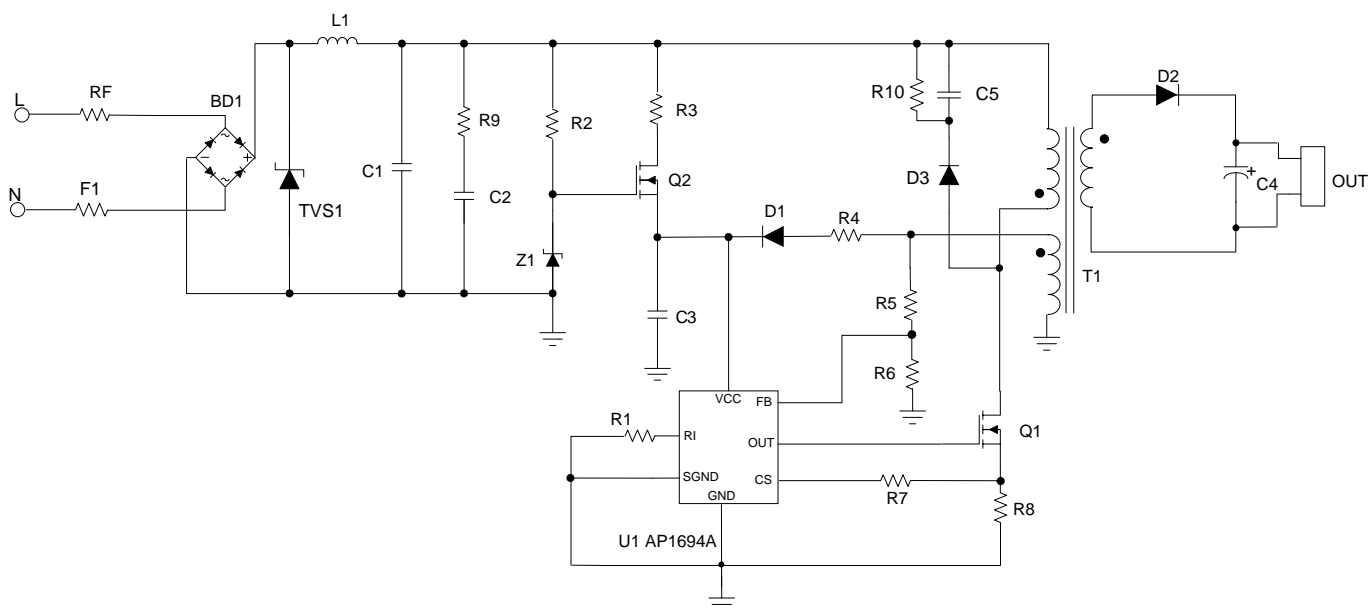 L1
L
RF
BD1
~
+
−
~
N
F1
TVS1
C1
R9
C2
R2
Z1
R3
Q2
C3
D1
R4
R10
C5
D3
R5
R6
T1
D2
+
C4
OUT
R1
VCC
FB
RI
OUT
SGND
CS
GND
U1 AP1694A
R7
Q1
R8